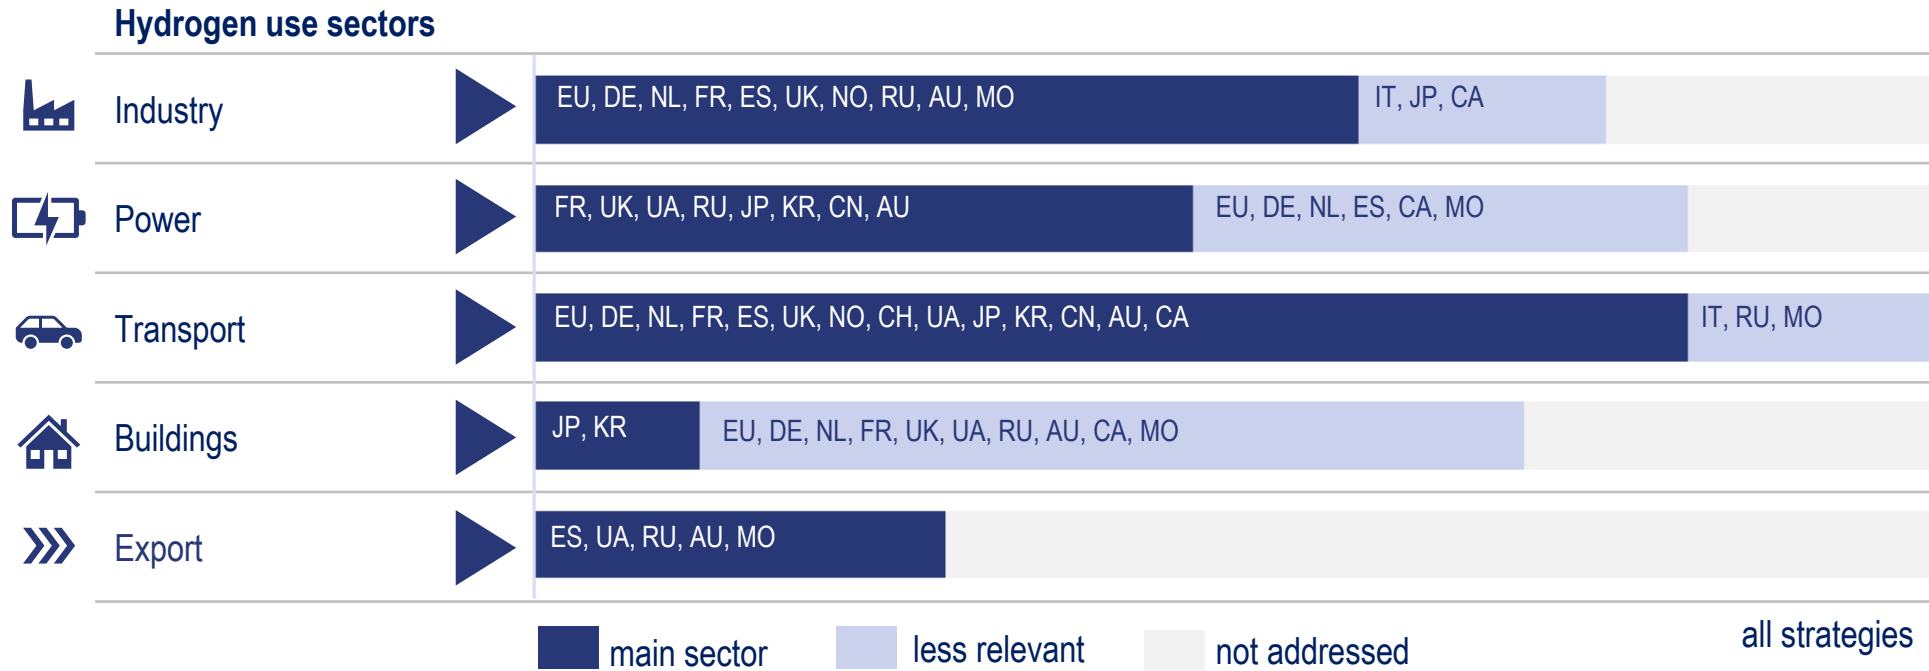 Hydrogen use sectors
Industry
EU, DE, NL, FR, ES, UK, NO, RU, AU, MO
IT, JP, CA
Power
FR, UK, UA, RU, JP, KR, CN, AU
EU, DE, NL, ES, CA, MO
Transport
EU, DE, NL, FR, ES, UK, NO, CH, UA, JP, KR, CN, AU, CA
IT, RU, MO
Buildings
JP, KR
EU, DE, NL, FR, UK, UA, RU, AU, CA, MO
Export
ES, UA, RU, AU, MO
main sector
less relevant
not addressed
all strategies